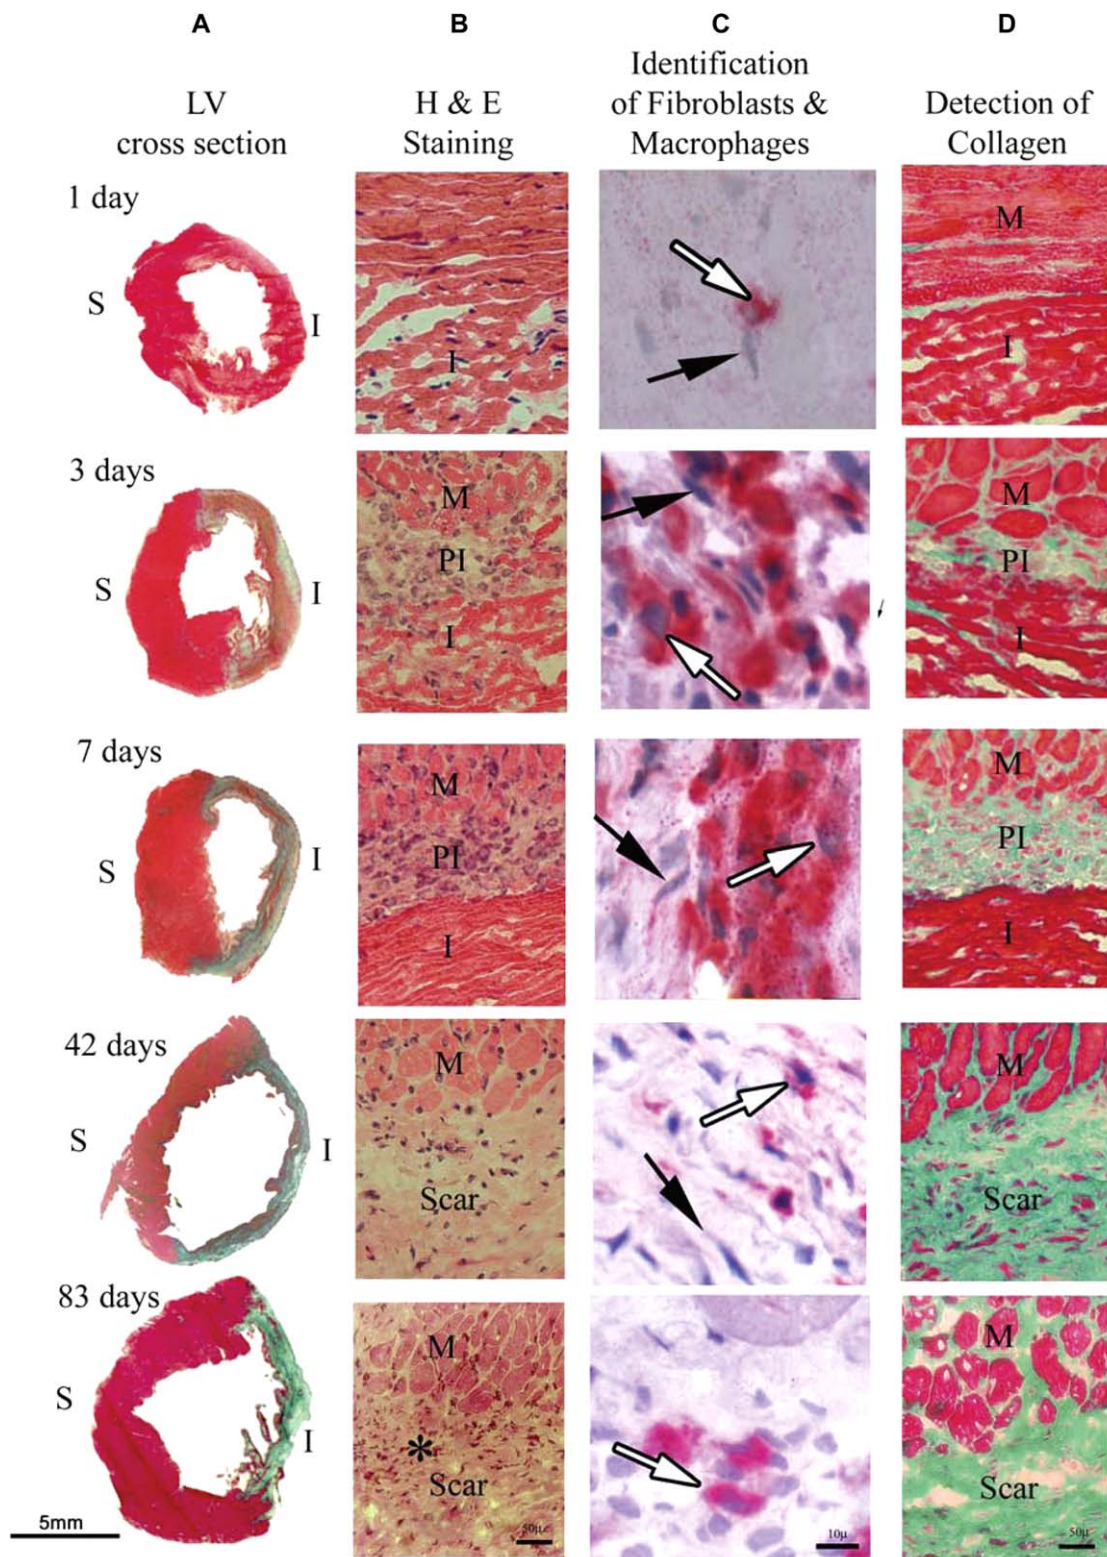 A B C D
LV
cross section
H & E
Staining
Identification
of Fibroblasts &
Macrophages
Detection of
Collagen
1 day
S I
I
M
I
3 days
S I
M
PI
I
M
PI
I
7 days
S I
M
PI
I
M
PI
I
42 days
S I
M
Scar
M
Scar
83 days
S I
M
*
Scar
M
Scar
5mm
50μ
10μ
50μ